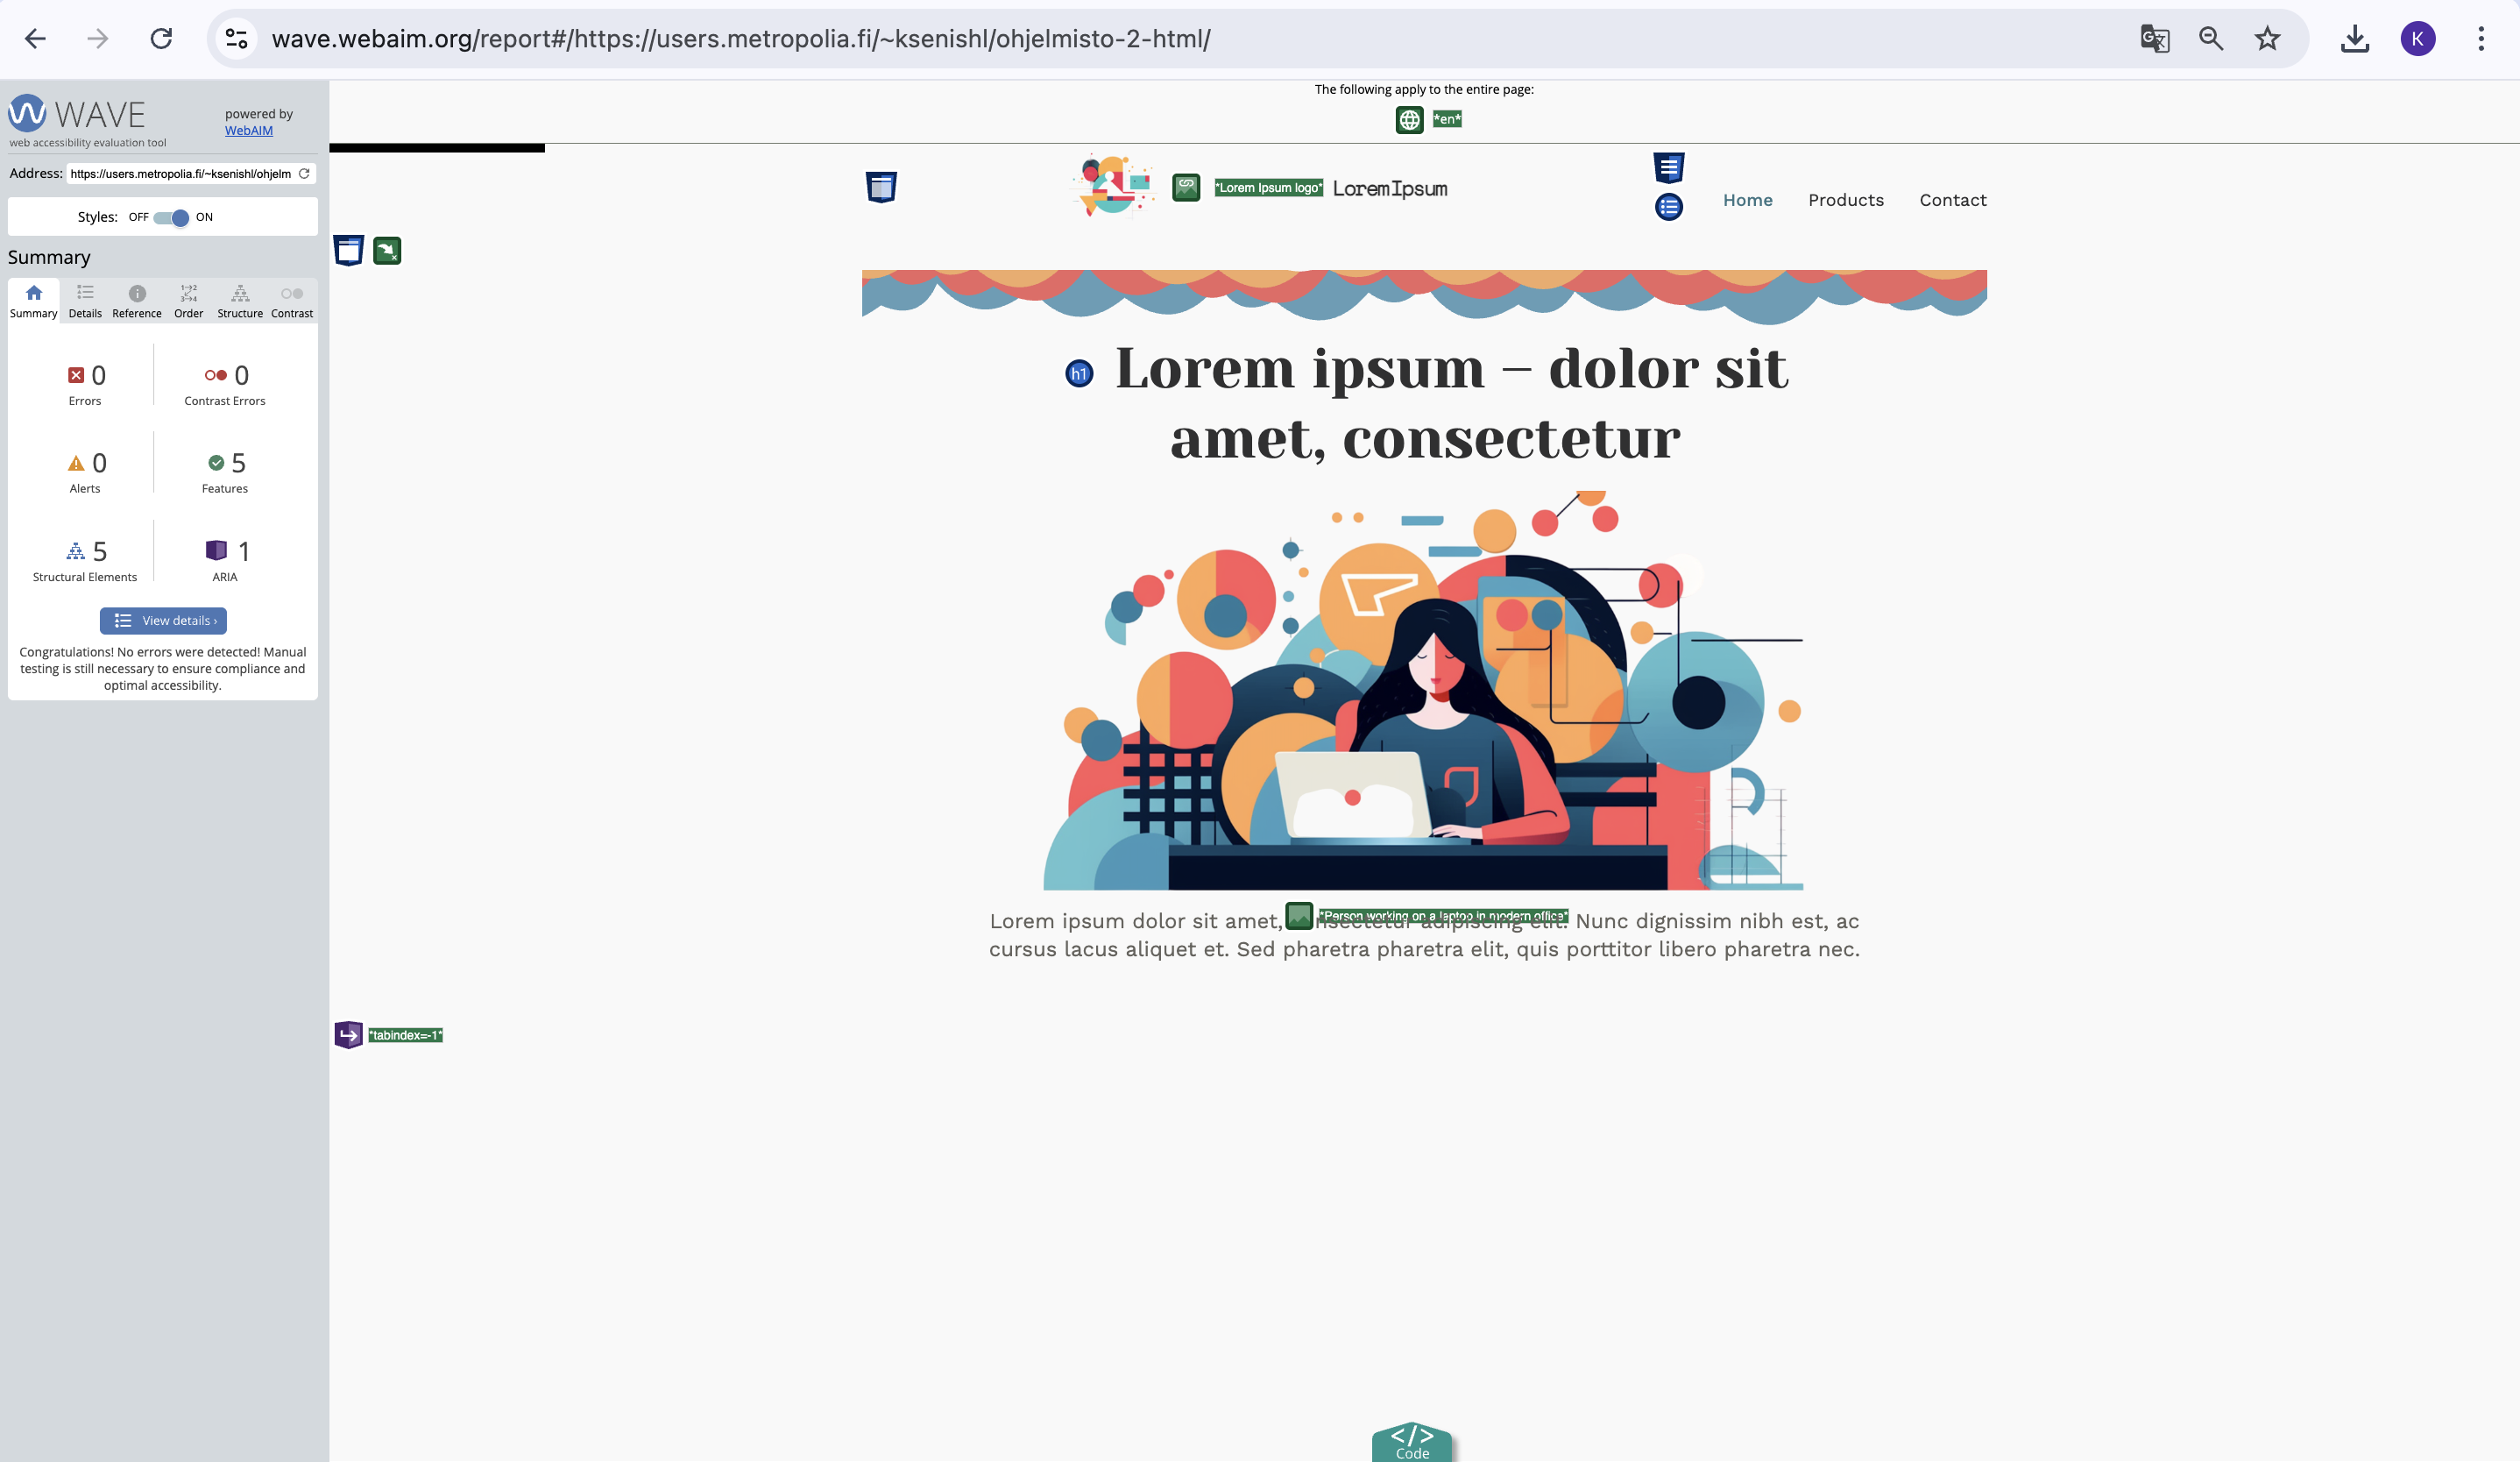 wave.webaim.org/report#/https://users.metropolia.fi/~ksenishl/ohjelmisto-2-html/
K
WAVE
web accessibility evaluation tool
powered by
WebAIM
Address: https://users.metropolia.fi/~ksenishl/ohjelm
Styles: OFF ON
Summary
Summary Details Reference Order Structure Contrast
0
Errors
0
Contrast Errors
0
Alerts
5
Features
5
Structural Elements
1
ARIA
View details ›
Congratulations! No errors were detected! Manual
testing is still necessary to ensure compliance and
optimal accessibility.
The following apply to the entire page:
*en*
*Lorem Ipsum logo* LoremIpsum
Home Products Contact
h1 Lorem ipsum – dolor sit
amet, consectetur
*Person working on a laptop in modern office*
Lorem ipsum dolor sit amet, nsectetur adipiscing elit. Nunc dignissim nibh est, ac
cursus lacus aliquet et. Sed pharetra pharetra elit, quis porttitor libero pharetra nec.
*tabindex=-1*
</>
Code